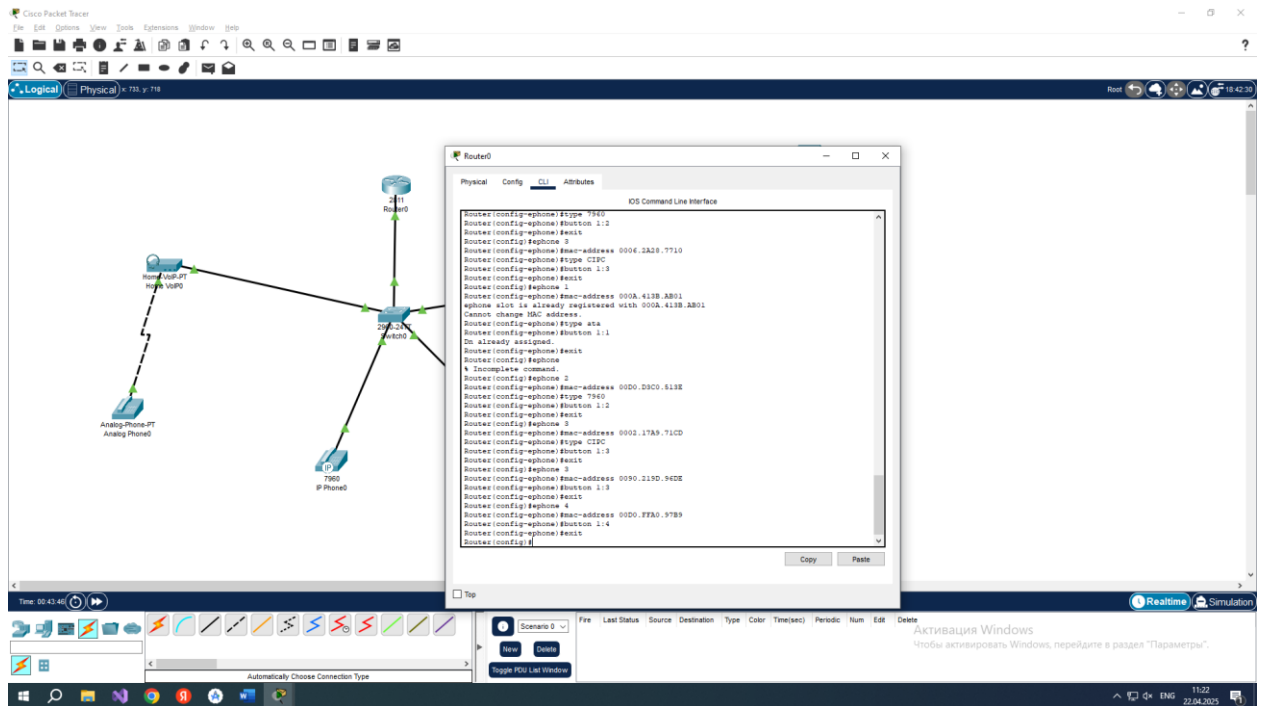 Cisco Packet Tracer
File Edit Options View Tools Extensions Window Help
?
Logical Physical x: 733, y: 718
Root 18:42:30
2811
Router0
Home-VoIP-PT
Home VoIP0
2960-24TT
Switch0
Analog-Phone-PT
Analog Phone0
IP
7960
IP Phone0
Router0
Physical Config CLI Attributes
IOS Command Line Interface
Router(config-ephone)#type 7960
Router(config-ephone)#button 1:2
Router(config-ephone)#exit
Router(config)#ephone 3
Router(config-ephone)#mac-address 0006.2A28.7710
Router(config-ephone)#type CIPC
Router(config-ephone)#button 1:3
Router(config-ephone)#exit
Router(config)#ephone 1
Router(config-ephone)#mac-address 000A.413B.AB01
ephone slot is already registered with 000A.413B.AB01
Cannot change MAC address.
Router(config-ephone)#type ata
Router(config-ephone)#button 1:1
Dn already assigned.
Router(config-ephone)#exit
Router(config)#ephone
% Incomplete command.
Router(config)#ephone 2
Router(config-ephone)#mac-address 00D0.D3C0.513E
Router(config-ephone)#type 7960
Router(config-ephone)#button 1:2
Router(config-ephone)#exit
Router(config)#ephone 3
Router(config-ephone)#mac-address 0002.17A9.71CD
Router(config-ephone)#type CIPC
Router(config-ephone)#button 1:3
Router(config-ephone)#exit
Router(config)#ephone 3
Router(config-ephone)#mac-address 0090.219D.96DE
Router(config-ephone)#button 1:3
Router(config-ephone)#exit
Router(config)#ephone 4
Router(config-ephone)#mac-address 00D0.FFA0.97B9
Router(config-ephone)#button 1:4
Router(config-ephone)#exit
Router(config)#
Copy Paste
Top
Time: 00:43:46
Realtime Simulation
Scenario 0
New Delete
Toggle PDU List Window
Fire Last Status Source Destination Type Color Time(sec) Periodic Num Edit Delete
Активация Windows
Чтобы активировать Windows, перейдите в раздел "Параметры".
Automatically Choose Connection Type
ENG
11:22
22.04.2025